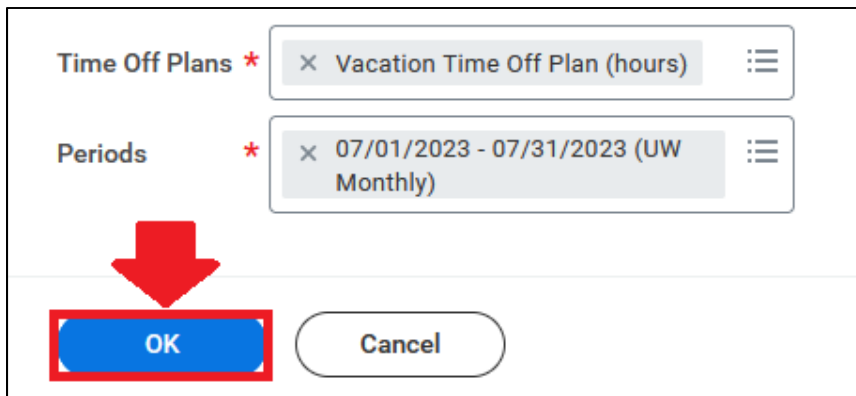 Time Off Plans * × Vacation Time Off Plan (hours)
Periods * × 07/01/2023 - 07/31/2023 (UW
Monthly)
OK Cancel